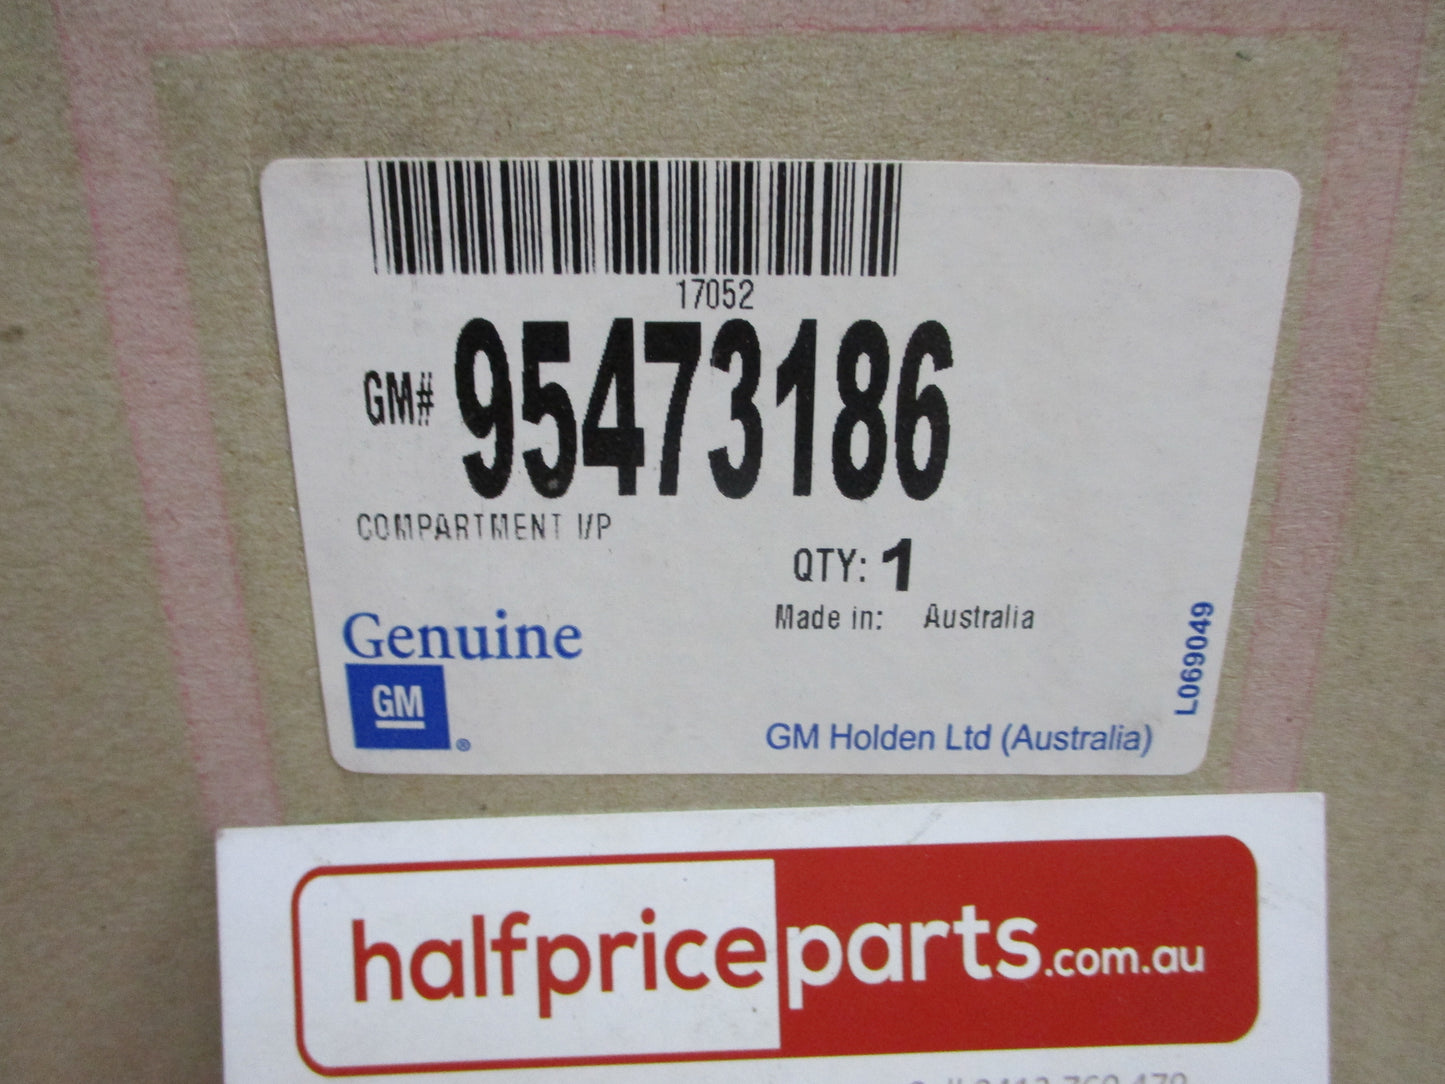 17052
GM# 95473186
COMPARTMENT I/P
QTY: 1
Made in: Australia
Genuine
GM
®
GM Holden Ltd (Australia)
L069049
halfpriceparts.com.au